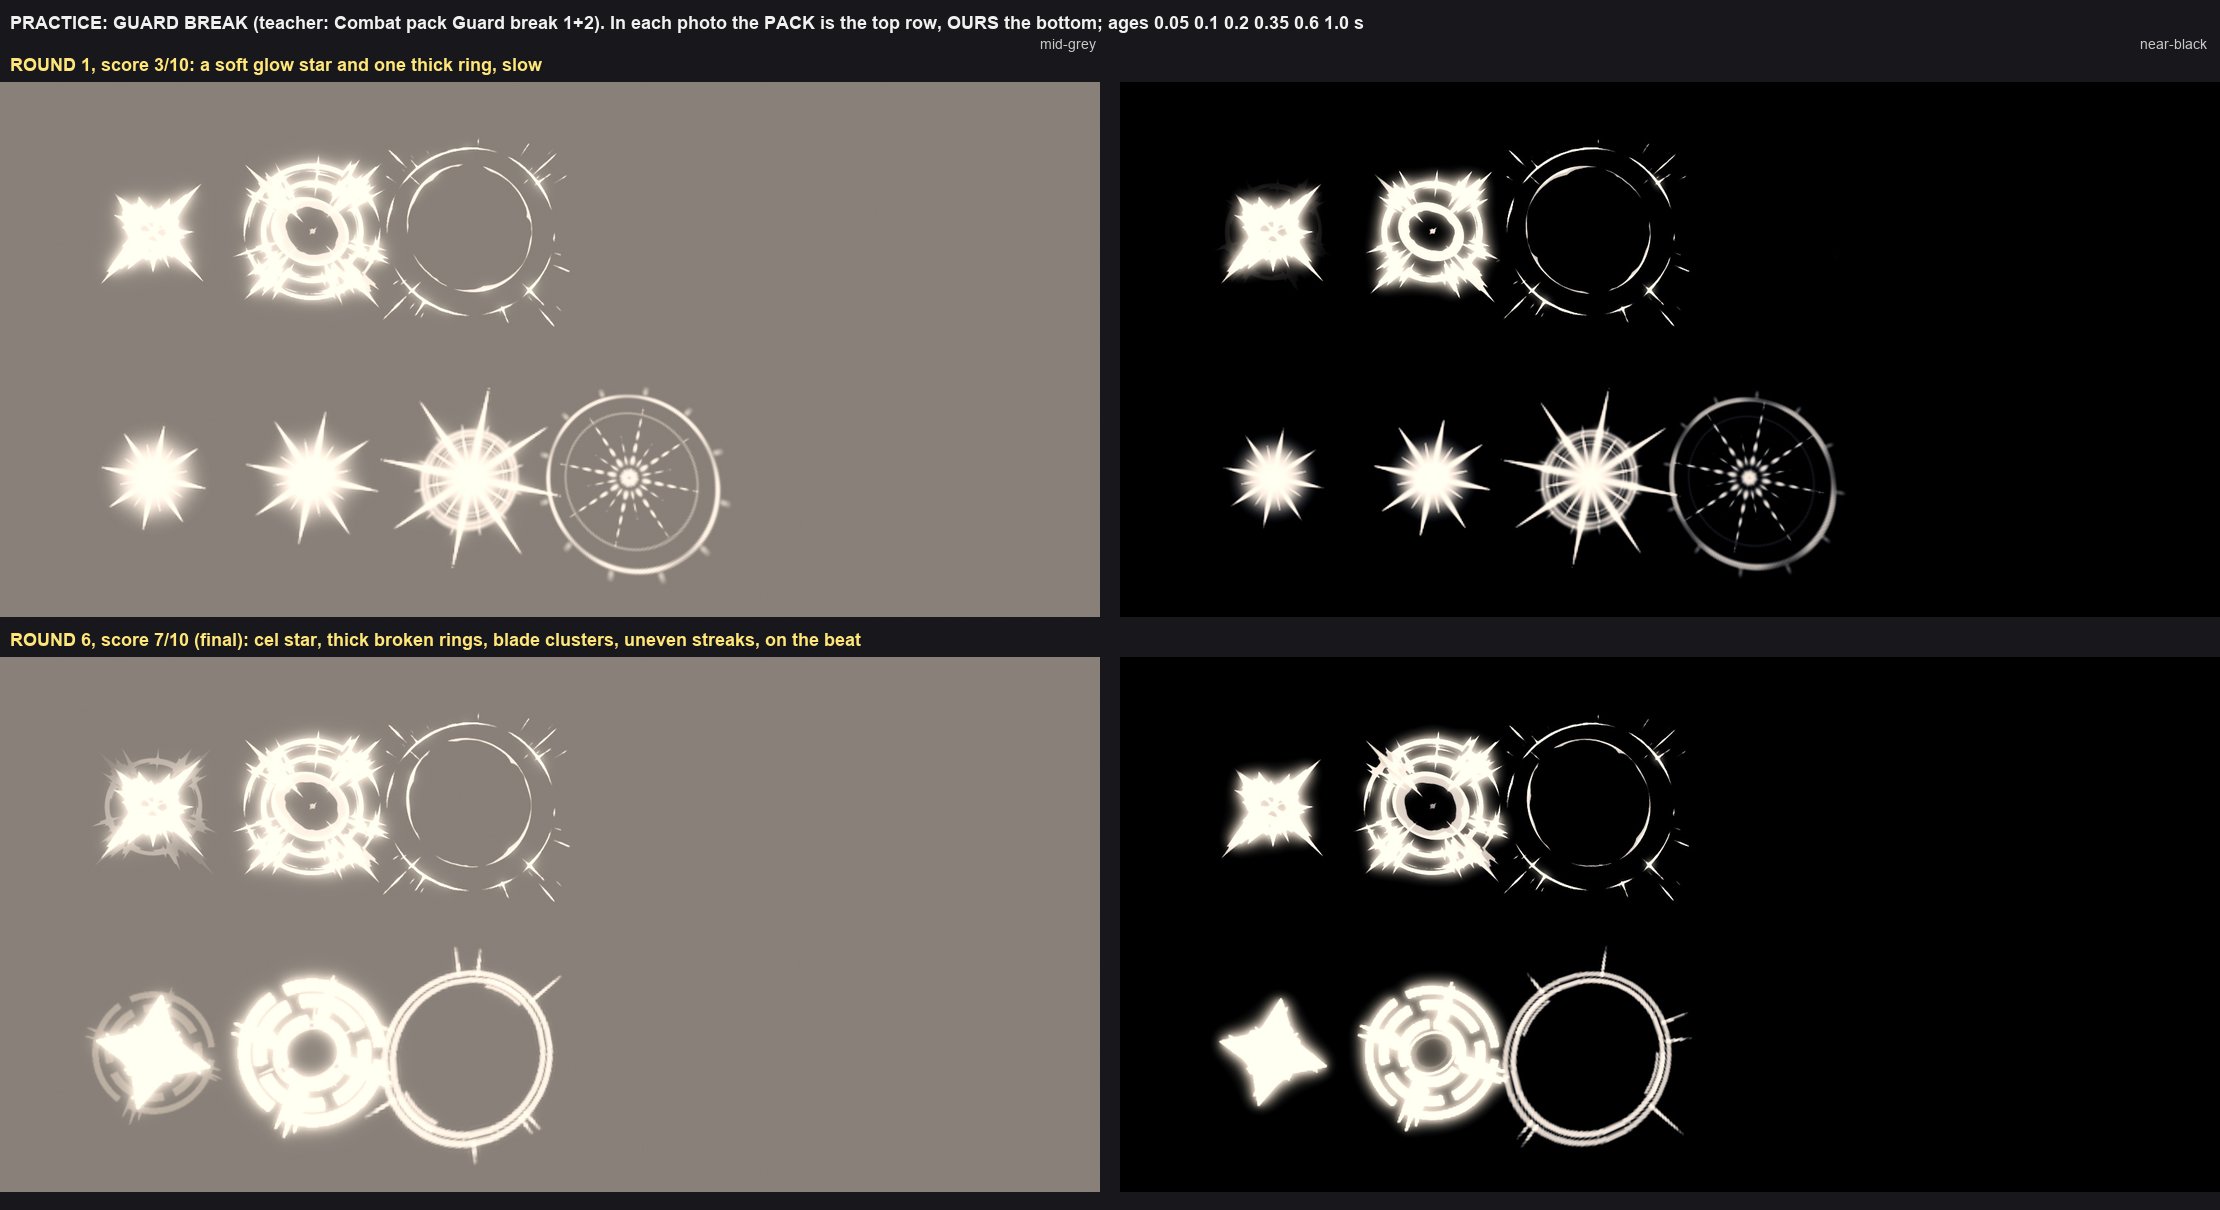 PRACTICE: GUARD BREAK (teacher: Combat pack Guard break 1+2). In each photo the PACK is the top row, OURS the bottom; ages 0.05 0.1 0.2 0.35 0.6 1.0 s
mid-grey
near-black
ROUND 1, score 3/10: a soft glow star and one thick ring, slow
ROUND 6, score 7/10 (final): cel star, thick broken rings, blade clusters, uneven streaks, on the beat